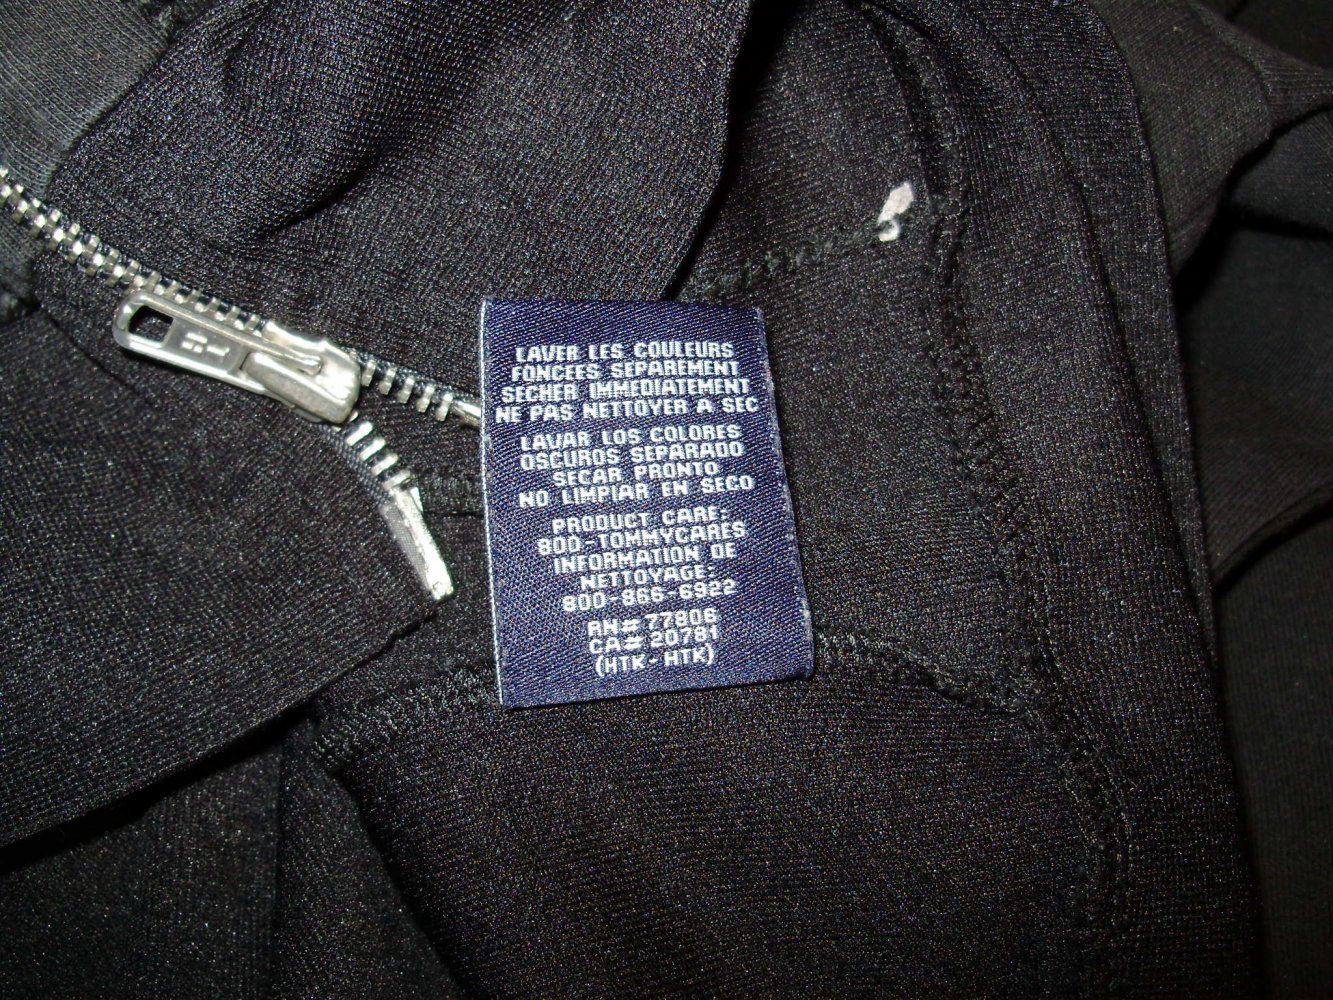 LAVER LES COULEURS
FONCEES SEPAREMENT
SECHER IMMEDIATEMENT
NE PAS NETTOYER A SEC
LAVAR LOS COLORES
OSCUROS SEPARADO
SECAR PRONTO
NO LIMPIAR EN SECO
PRODUCT CARE:
800-TOMMYCARES
INFORMATION DE
NETTOYAGE:
800-866-6922
RN# 77806
CA# 20781
(HTK-HTK)